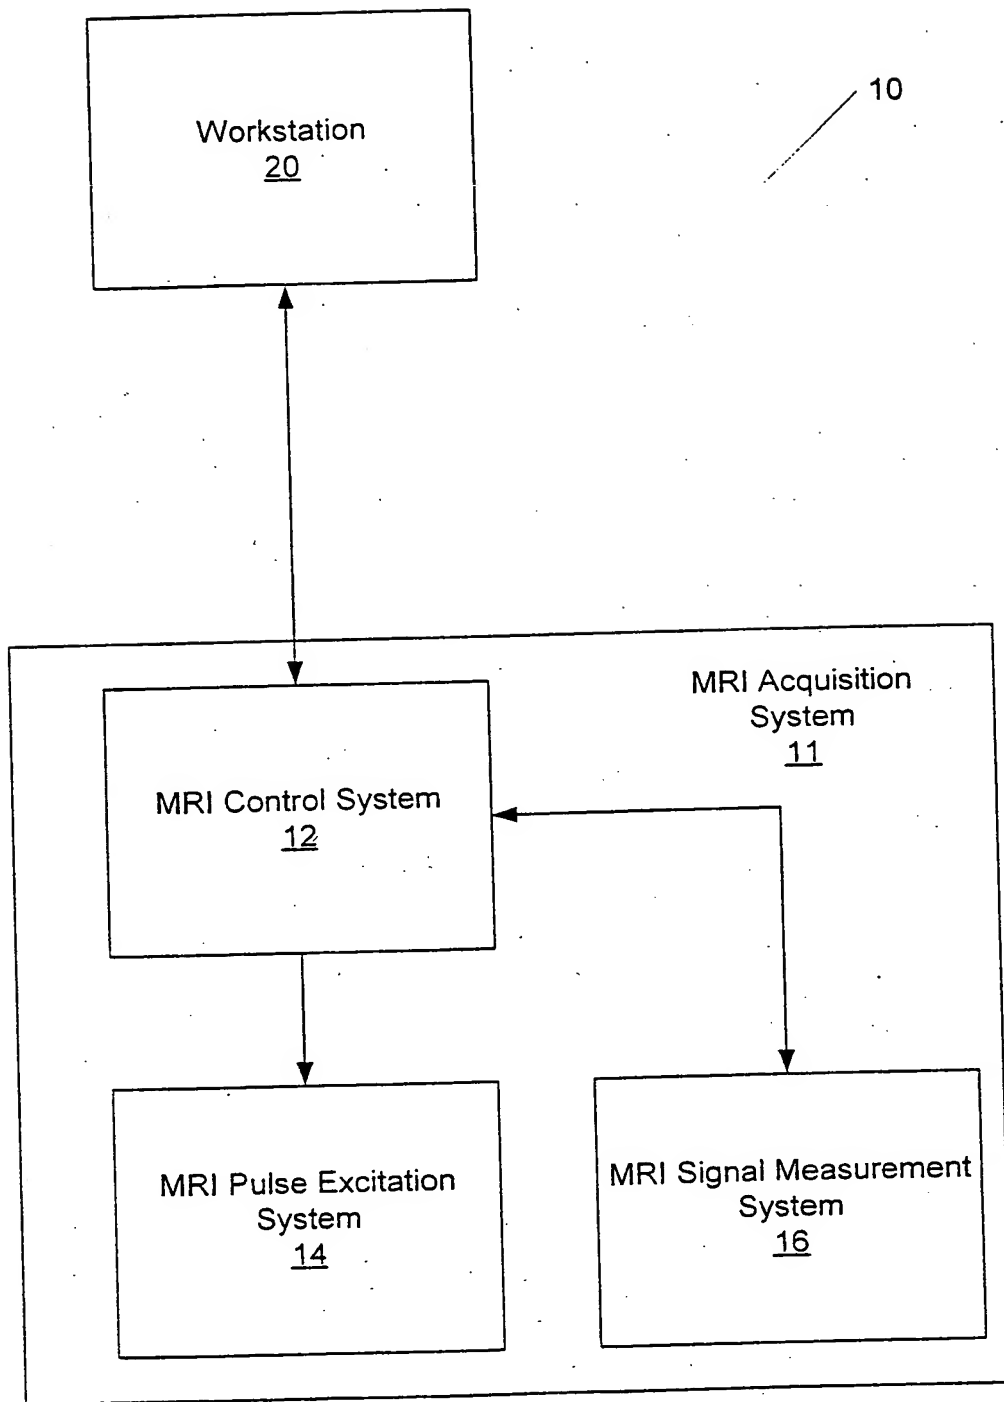 Workstation
20
10
MRI Acquisition
System
11
MRI Control System
12
MRI Pulse Excitation
System
14
MRI Signal Measurement
System
16